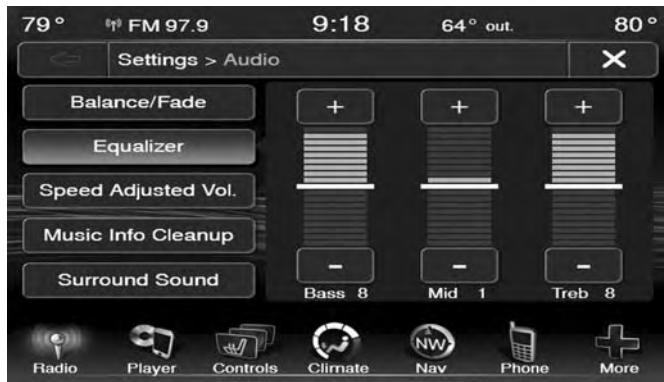 79° FM 97.9 9:18 64° out. 80°
Settings > Audio
Balance/Fade
Equalizer
Speed Adjusted Vol.
Music Info Cleanup
Surround Sound
+ + +
- - -
Bass 8 Mid 1 Treb 8
NW
Radio Player Controls Climate Nav Phone More